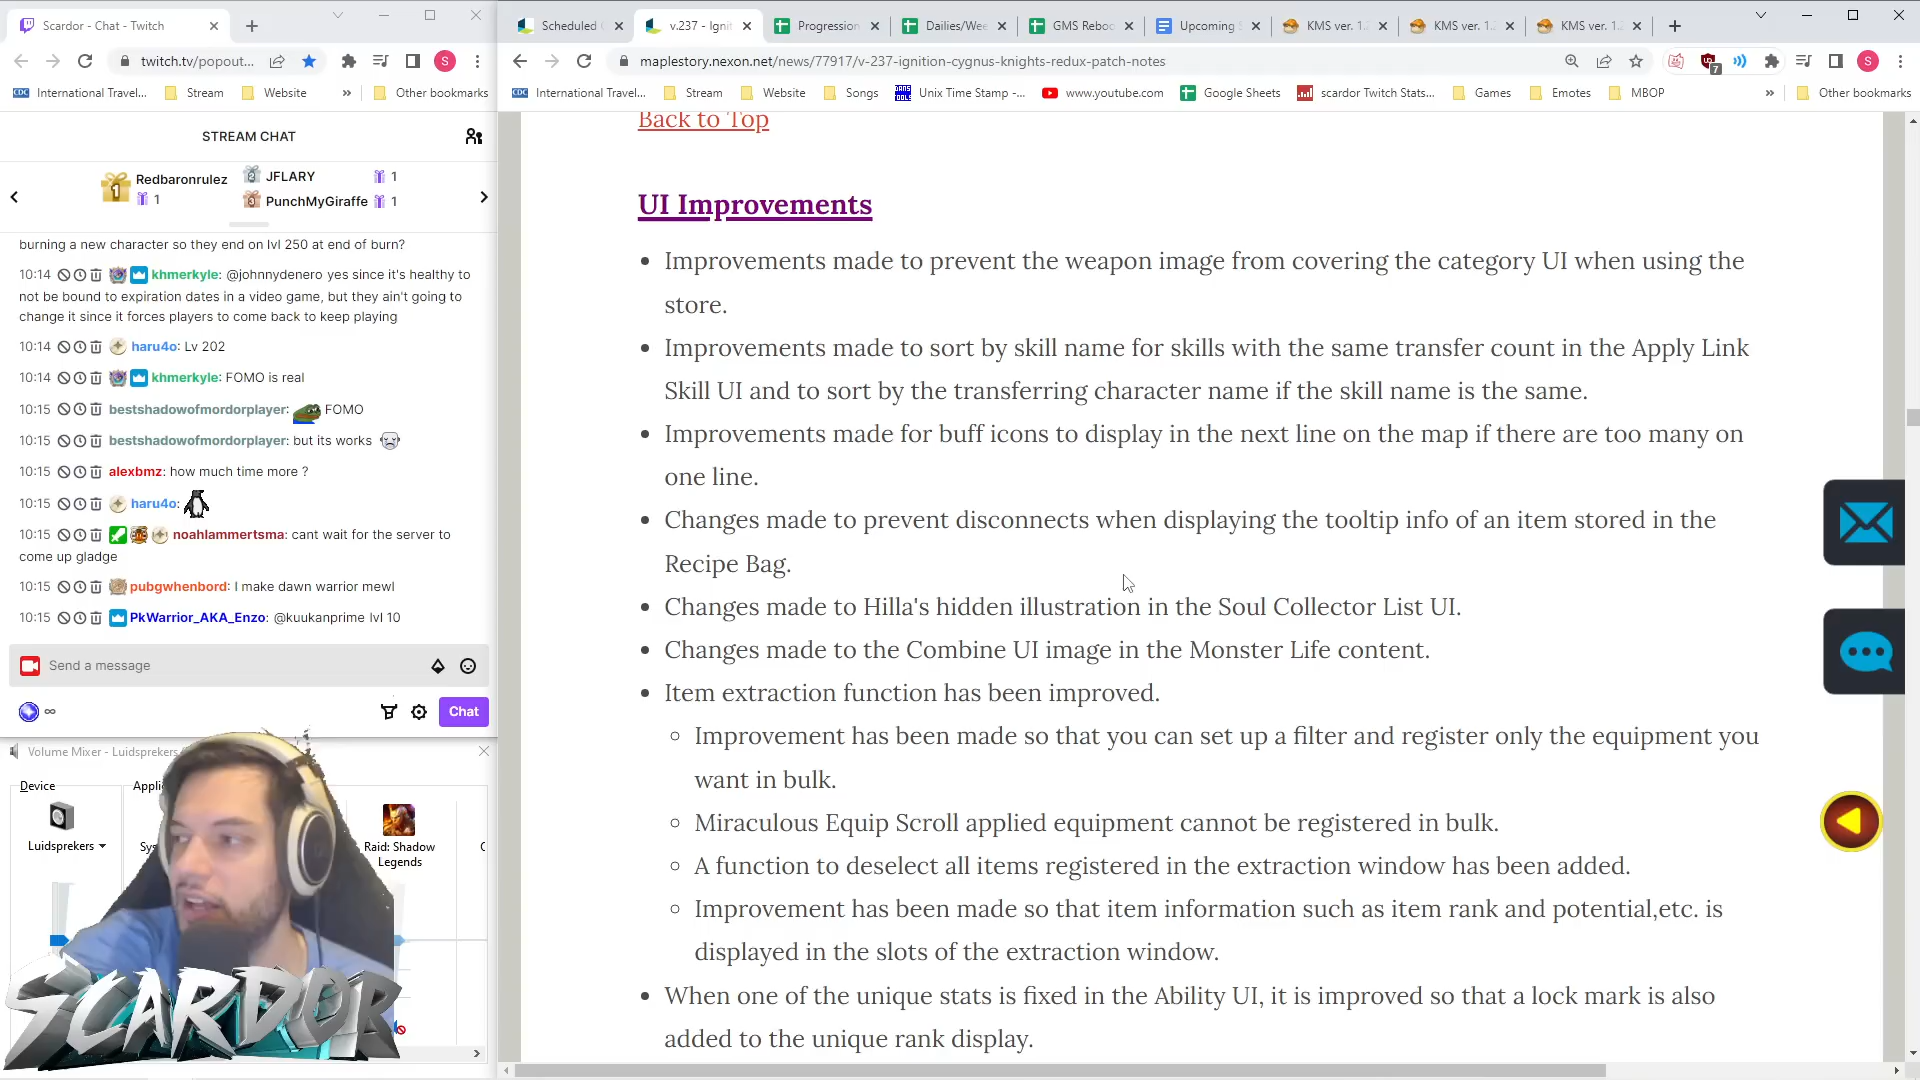 Scardor - Chat - Twitch
twitch.tv/popout...
S
International Travel...
Stream
Website
Other bookmarks
STREAM CHAT
1
Redbaronrulez
1
2
JFLARY
1
3
PunchMyGiraffe
1
burning a new character so they end on lvl 250 at end of burn?
10:14 khmerkyle: @johnnydenero yes since it's healthy to
not be bound to expiration dates in a video game, but they ain't going to
change it since it forces players to come back to keep playing
10:14 haru4o: Lv 202
10:14 khmerkyle: FOMO is real
10:15 bestshadowofmordorplayer: FOMO
10:15 bestshadowofmordorplayer: but its works
10:15 alexbmz: how much time more ?
10:15 haru4o:
10:15 noahlammertsma: cant wait for the server to
come up gladge
10:15 pubgwhenbord: I make dawn warrior mewl
10:15 PkWarrior_AKA_Enzo: @kuukanprime lvl 10
Send a message
∞
Chat
Volume Mixer - Luidsprekers
Device
Appli
Luidsprekers
Sys
Raid: Shadow
Legends
SCARDOR
Scheduled
v.237 - Ignit
Progression
Dailies/Wee
GMS Reboo
Upcoming S
KMS ver. 1.2
KMS ver. 1.2
KMS ver. 1.2
maplestory.nexon.net/news/77917/v-237-ignition-cygnus-knights-redux-patch-notes
7
S
International Travel...
Stream
Website
Songs
Unix Time Stamp -...
www.youtube.com
Google Sheets
scardor Twitch Stats...
Games
Emotes
MBOP
Other bookmarks
Back to Top
UI Improvements
• Improvements made to prevent the weapon image from covering the category UI when using the
store.
• Improvements made to sort by skill name for skills with the same transfer count in the Apply Link
Skill UI and to sort by the transferring character name if the skill name is the same.
• Improvements made for buff icons to display in the next line on the map if there are too many on
one line.
• Changes made to prevent disconnects when displaying the tooltip info of an item stored in the
Recipe Bag.
• Changes made to Hilla's hidden illustration in the Soul Collector List UI.
• Changes made to the Combine UI image in the Monster Life content.
• Item extraction function has been improved.
◦ Improvement has been made so that you can set up a filter and register only the equipment you
want in bulk.
◦ Miraculous Equip Scroll applied equipment cannot be registered in bulk.
◦ A function to deselect all items registered in the extraction window has been added.
◦ Improvement has been made so that item information such as item rank and potential,etc. is
displayed in the slots of the extraction window.
• When one of the unique stats is fixed in the Ability UI, it is improved so that a lock mark is also
added to the unique rank display.